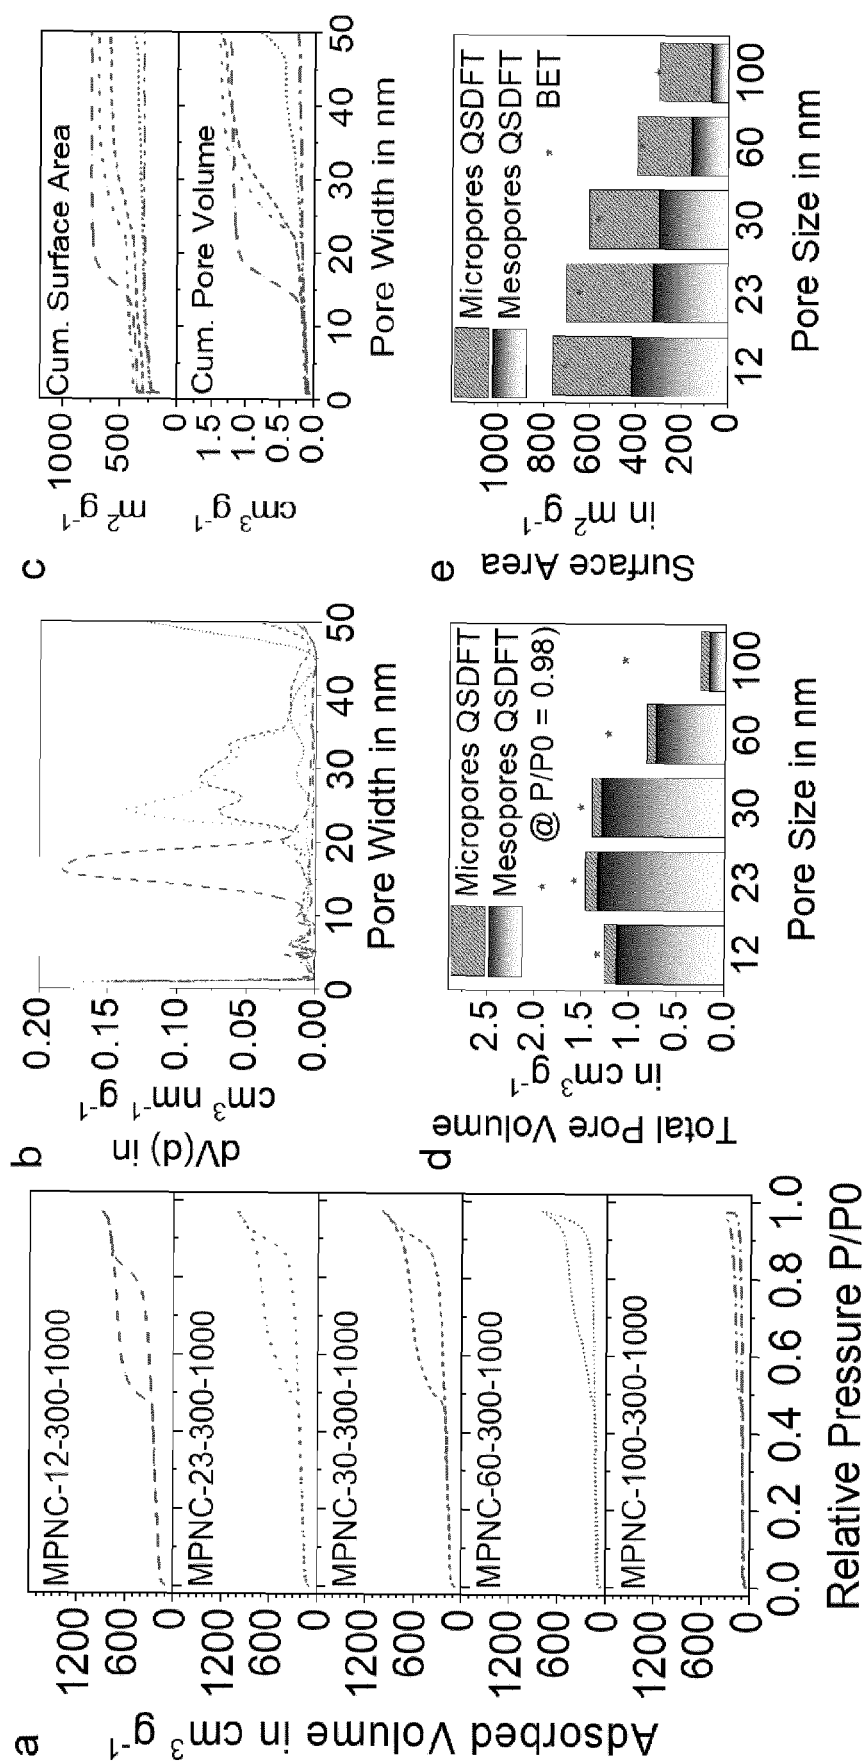 a
Adsorbed Volume in cm³ g⁻¹
1200
600
0
MPNC-12-300-1000
1200
600
0
MPNC-23-300-1000
1200
600
0
MPNC-30-300-1000
1200
600
0
MPNC-60-300-1000
1200
600
0
MPNC-100-300-1000
0.0 0.2 0.4 0.6 0.8 1.0
Relative Pressure P/P0
b
dV(d) in
cm³ nm⁻¹ g⁻¹
0.20
0.15
0.10
0.05
0.00
0 10 20 30 40 50
Pore Width in nm
c
m² g⁻¹
1000
500
0
Cum. Surface Area
cm³ g⁻¹
1.5
1.0
0.5
0.0
Cum. Pore Volume
0 10 20 30 40 50
Pore Width in nm
d
Total Pore Volume
in cm³ g⁻¹
2.5
2.0
1.5
1.0
0.5
0.0
Micropores QSDFT
Mesopores QSDFT
* @ P/P0 = 0.98)
12 23 30 60 100
Pore Size in nm
e
Surface Area
in m² g⁻¹
1000
800
600
400
200
0
Micropores QSDFT
Mesopores QSDFT
* BET
12 23 30 60 100
Pore Size in nm